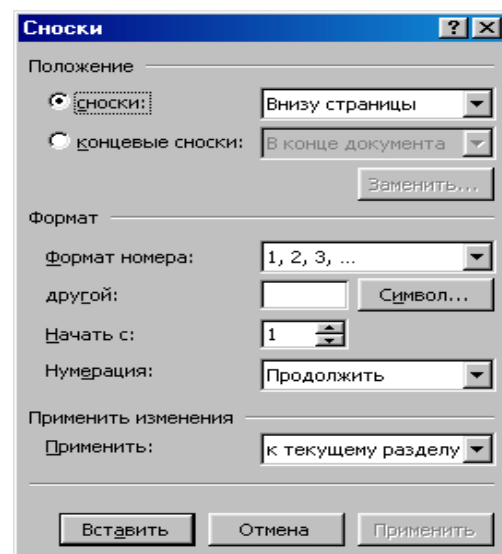 Сноски
Положение
сноски: Внизу страницы
концевые сноски: В конце документа
Заменить...
Формат
Формат номера: 1, 2, 3, ...
другой: Символ...
Начать с: 1
Нумерация: Продолжить
Применить изменения
Применить: к текущему разделу
Вставить Отмена Применить